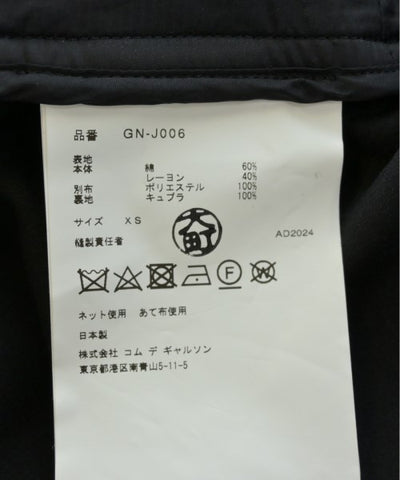 品番 GN-J006
表地
本体 綿 60%
レーヨン 40%
別布 ポリエステル 100%
裏地 キュプラ 100%
サイズ XS
縫製責任者 大町
AD2024
F W
ネット使用 あて布使用
日本製
株式会社 コム デ ギャルソン
東京都港区南青山5-11-5